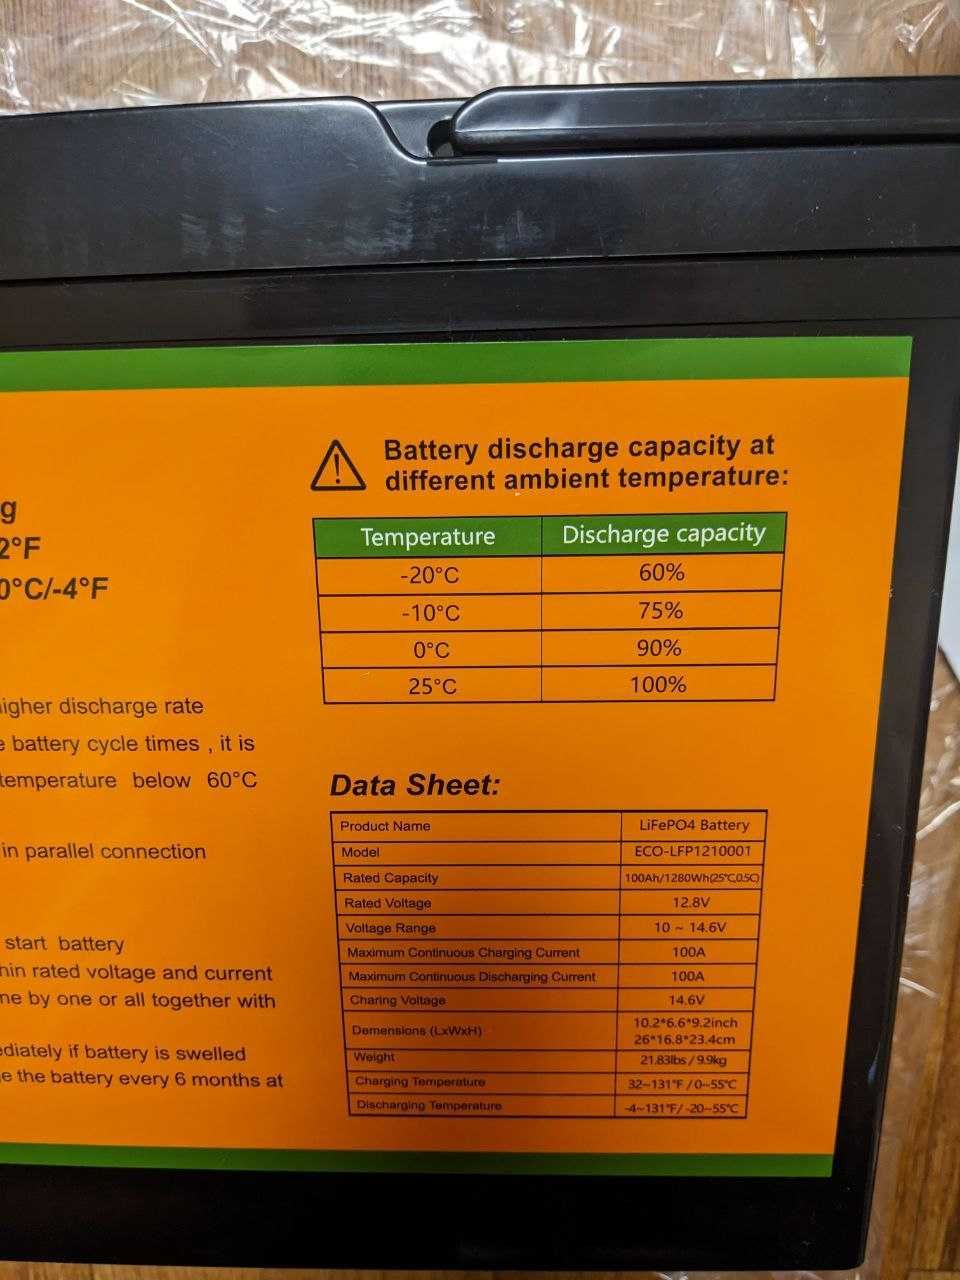 g
2°F
0°C/-4°F
igher discharge rate
e battery cycle times , it is
temperature below 60°C
in parallel connection
start battery
hin rated voltage and current
ne by one or all together with
ediately if battery is swelled
e the battery every 6 months at
Battery discharge capacity at
different ambient temperature:
Temperature Discharge capacity
-20°C 60%
-10°C 75%
0°C 90%
25°C 100%
Data Sheet:
Product Name LiFePO4 Battery
Model ECO-LFP1210001
Rated Capacity 100Ah/1280Wh(25℃,0.5C)
Rated Voltage 12.8V
Voltage Range 10 ~ 14.6V
Maximum Continuous Charging Current 100A
Maximum Continuous Discharging Current 100A
Charing Voltage 14.6V
Demensions (LxWxH) 10.2*6.6*9.2inch
26*16.8*23.4cm
Weight 21.83lbs / 9.9kg
Charging Temperature 32~131℉ / 0~55℃
Discharging Temperature -4~131℉/ -20~55℃